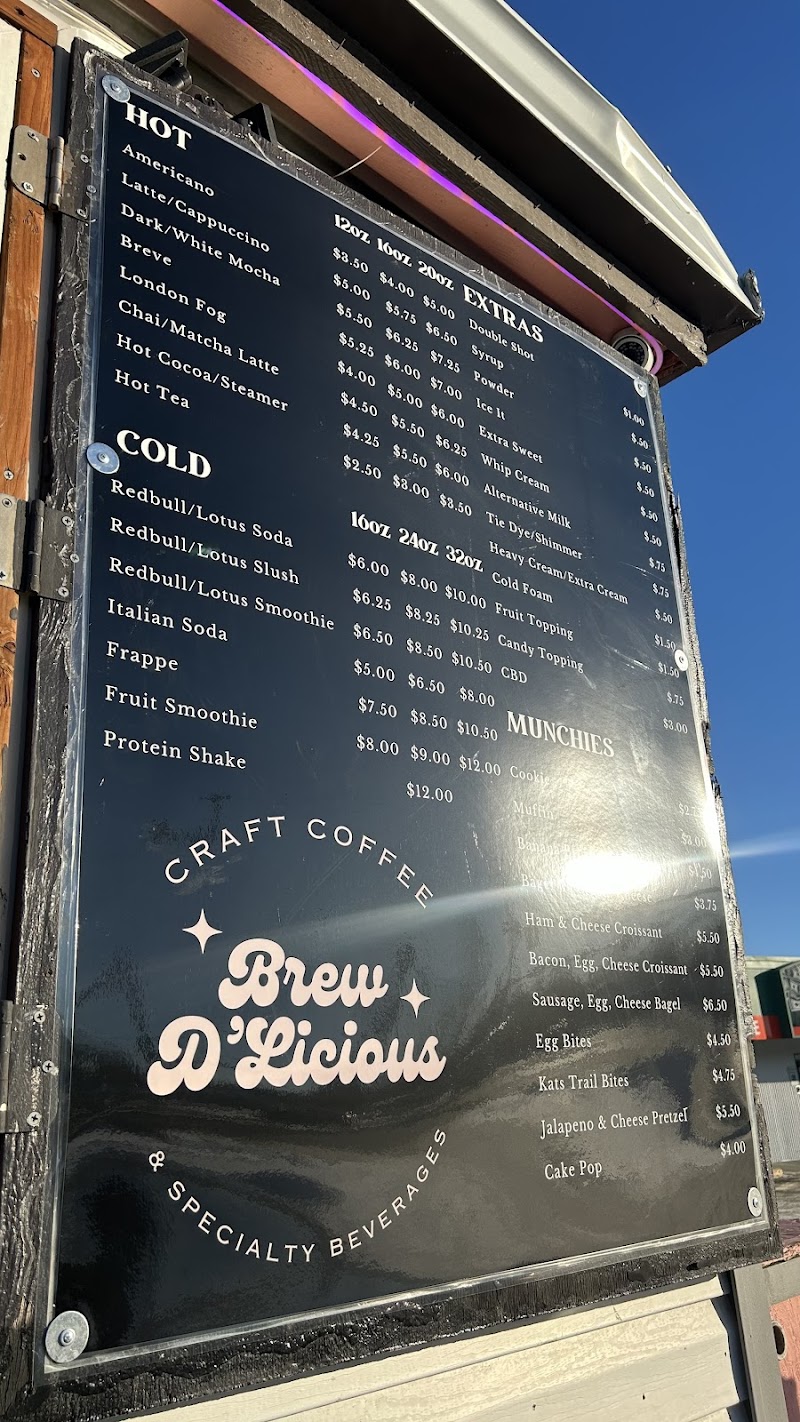 HOT
12oz 16oz 20oz
Americano $3.50 $4.00 $5.00
Latte/Cappuccino $5.00 $5.75 $6.50
Dark/White Mocha $5.50 $6.25 $7.25
Breve $5.25 $6.00 $7.00
London Fog $4.00 $5.00 $6.00
Chai/Matcha Latte $4.50 $5.50 $6.25
Hot Cocoa/Steamer $4.25 $5.50 $6.00
Hot Tea $2.50 $3.00 $3.50
COLD
16oz 24oz 32oz
Redbull/Lotus Soda $6.00 $8.00 $10.00
Redbull/Lotus Slush $6.25 $8.25 $10.25
Redbull/Lotus Smoothie $6.50 $8.50 $10.50
Italian Soda $5.00 $6.50 $8.00
Frappe $7.50 $8.50 $10.50
Fruit Smoothie $8.00 $9.00 $12.00
Protein Shake $12.00
CRAFT COFFEE
Brew
D'Licious
& SPECIALTY BEVERAGES
EXTRAS
Double Shot $1.00
Syrup $.50
Powder $.50
Ice It $.50
Extra Sweet $.50
Whip Cream $.50
Alternative Milk $.75
Tie Dye/Shimmer $.75
Heavy Cream/Extra Cream $.50
Cold Foam $1.50
Fruit Topping $1.50
Candy Topping $.75
CBD $3.00
MUNCHIES
Cookie
Muffin $3.00
Banana
Bagel $3.75
Ham & Cheese Croissant $5.50
Bacon, Egg, Cheese Croissant $5.50
Sausage, Egg, Cheese Bagel $6.50
Egg Bites $4.50
Kats Trail Bites $4.75
Jalapeno & Cheese Pretzel $5.50
Cake Pop $4.00